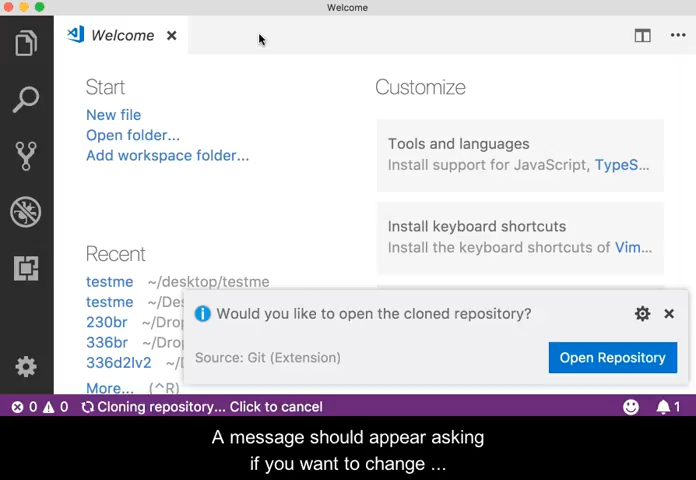 Welcome
Welcome
Start
New file
Open folder...
Add workspace folder...
Customize
Tools and languages
Install support for JavaScript, TypeS...
Install keyboard shortcuts
Install the keyboard shortcuts of Vim...
Recent
testme ~/desktop/testme
testme ~/Des
230br ~/Drop
336br ~/Drop
336d2lv2 ~/D
More... (^R)
Would you like to open the cloned repository?
Source: Git (Extension)
Open Repository
0 0 Cloning repository... Click to cancel 1
A message should appear asking
if you want to change ...